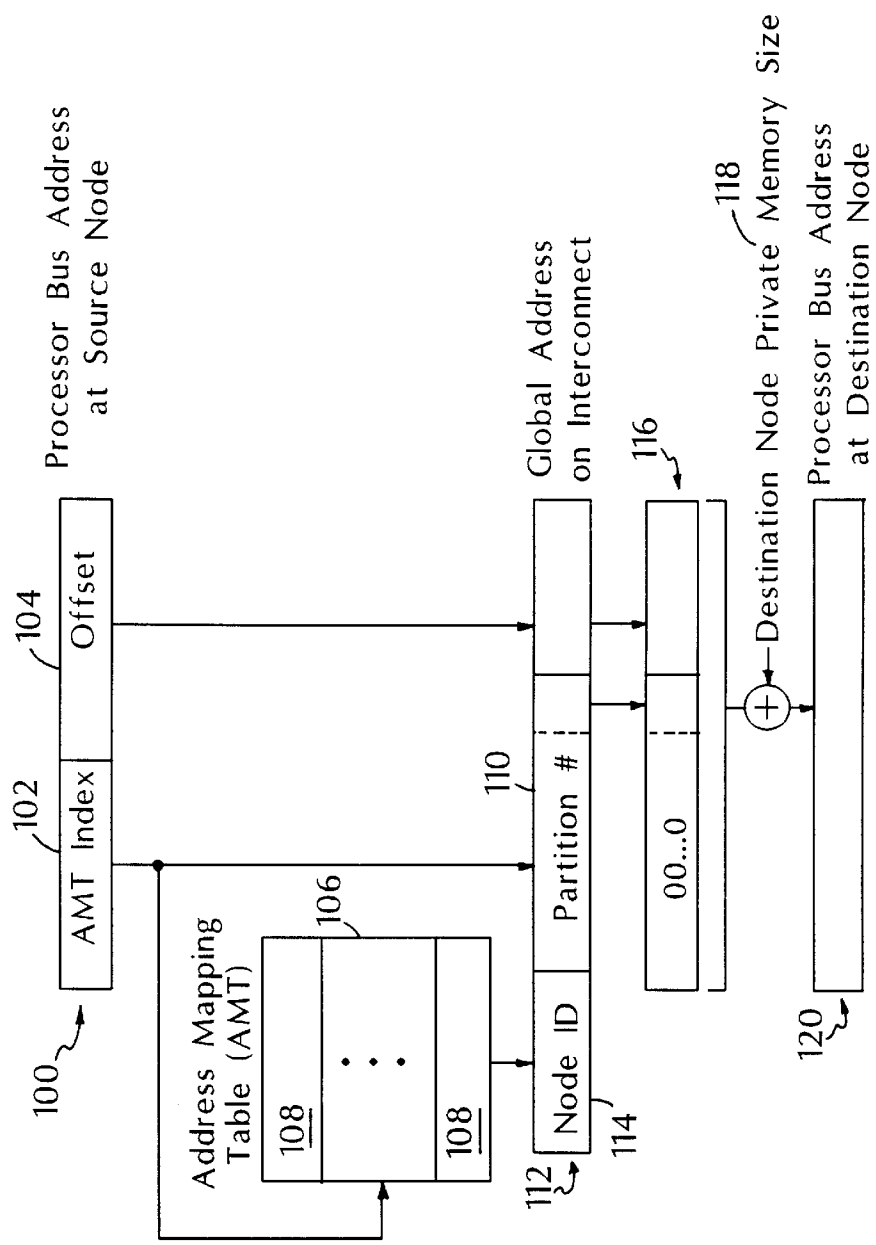 100
102
104
AMT Index
Offset
Processor Bus Address
at Source Node
Address Mapping
Table (AMT)
106
108
108
112
110
Node ID
Partition #
Global Address
on Interconnect
114
116
00...0
118
Destination Node Private Memory Size
120
Processor Bus Address
at Destination Node